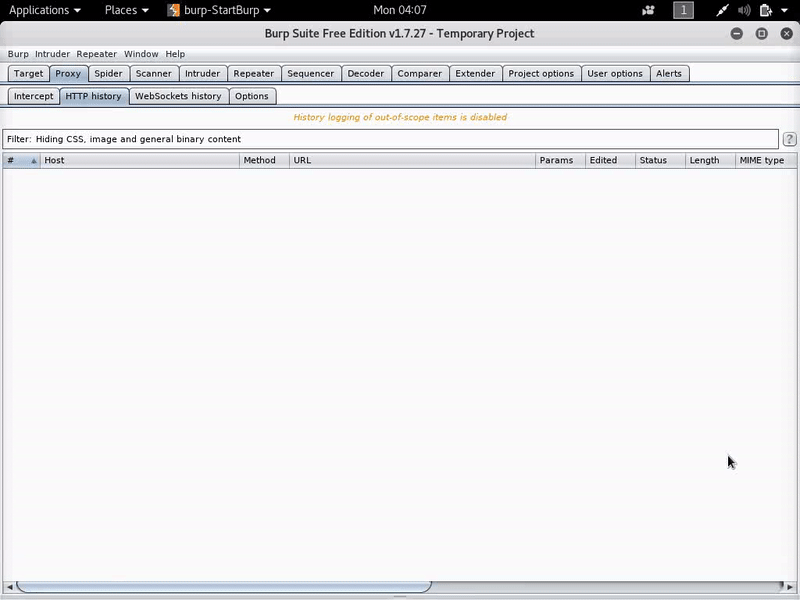 Applications Places burp-StartBurp Mon 04:07 1
Burp Suite Free Edition v1.7.27 - Temporary Project
Burp Intruder Repeater Window Help
Target Proxy Spider Scanner Intruder Repeater Sequencer Decoder Comparer Extender Project options User options Alerts
Intercept HTTP history WebSockets history Options
History logging of out-of-scope items is disabled
Filter: Hiding CSS, image and general binary content ?
# Host Method URL Params Edited Status Length MIME type